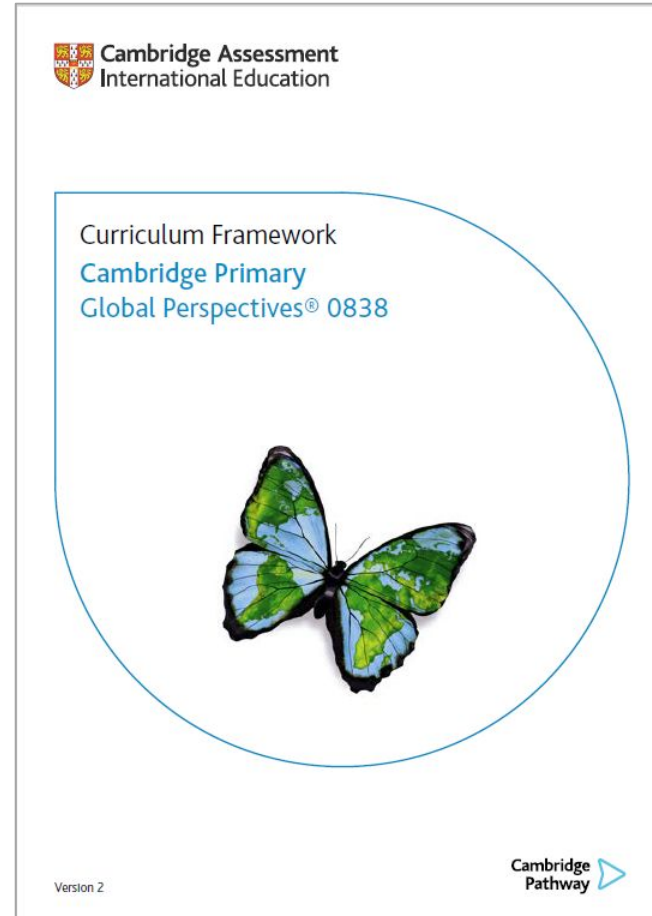 Cambridge Assessment
International Education
Curriculum Framework
Cambridge Primary
Global Perspectives® 0838
Version 2
Cambridge
Pathway